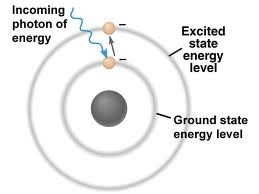 Incoming
photon of
energy
−
−
Excited
state
energy
level
Ground state
energy level